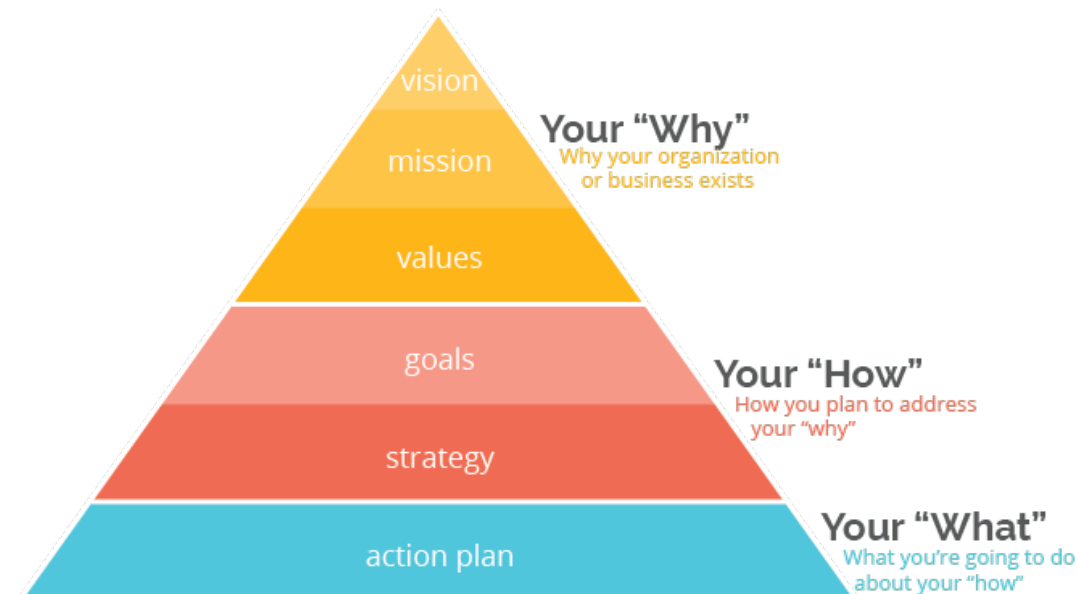 vision
mission
values
goals
strategy
action plan
Your “Why”
Why your organization
or business exists
Your “How”
How you plan to address
your “why”
Your “What”
What you’re going to do
about your “how”